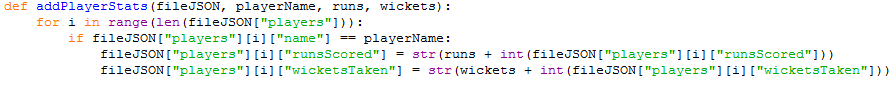 def addPlayerStats(fileJSON, playerName, runs, wickets):
    for i in range(len(fileJSON["players"])):
        if fileJSON["players"][i]["name"] == playerName:
            fileJSON["players"][i]["runsScored"] = str(runs + int(fileJSON["players"][i]["runsScored"]))
            fileJSON["players"][i]["wicketsTaken"] = str(wickets + int(fileJSON["players"][i]["wicketsTaken"]))